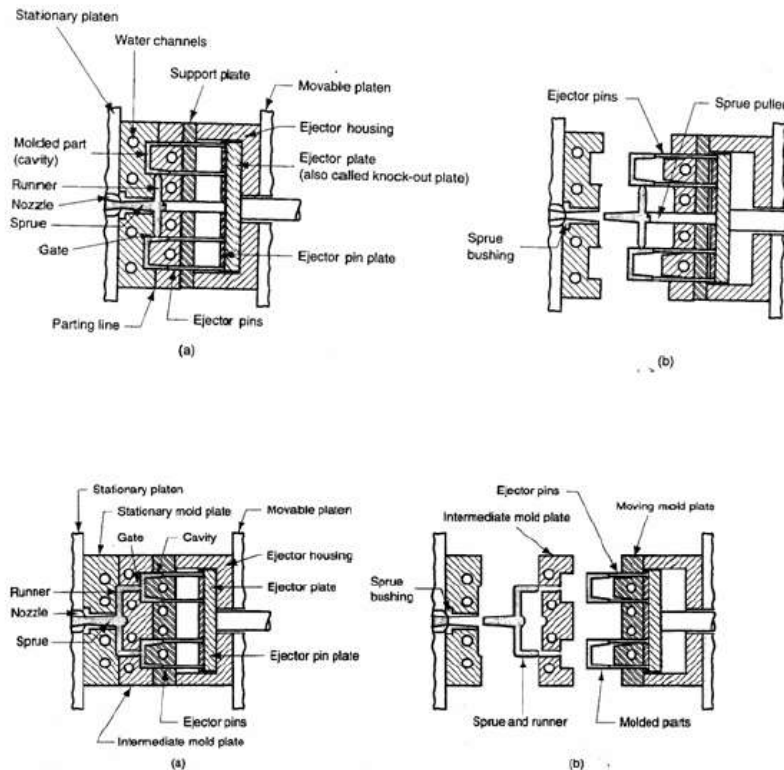 Stationary platen
Water channels
Support plate
Movable platen
Ejector housing
Molded part
(cavity)
Ejector plate
(also called knock-out plate)
Runner
Nozzle
Sprue
Gate
Ejector pin plate
Parting line
Ejector pins
(a)
Ejector pins
Sprue puller
Sprue
bushing
(b)
Stationary platen
Stationary mold plate
Movable platen
Gate
Cavity
Ejector housing
Runner
Ejector plate
Nozzle
Sprue
Ejector pin plate
Ejector pins
Intermediate mold plate
(a)
Ejector pins
Moving mold plate
Intermediate mold plate
Sprue
bushing
Sprue and runner
Molded parts
(b)